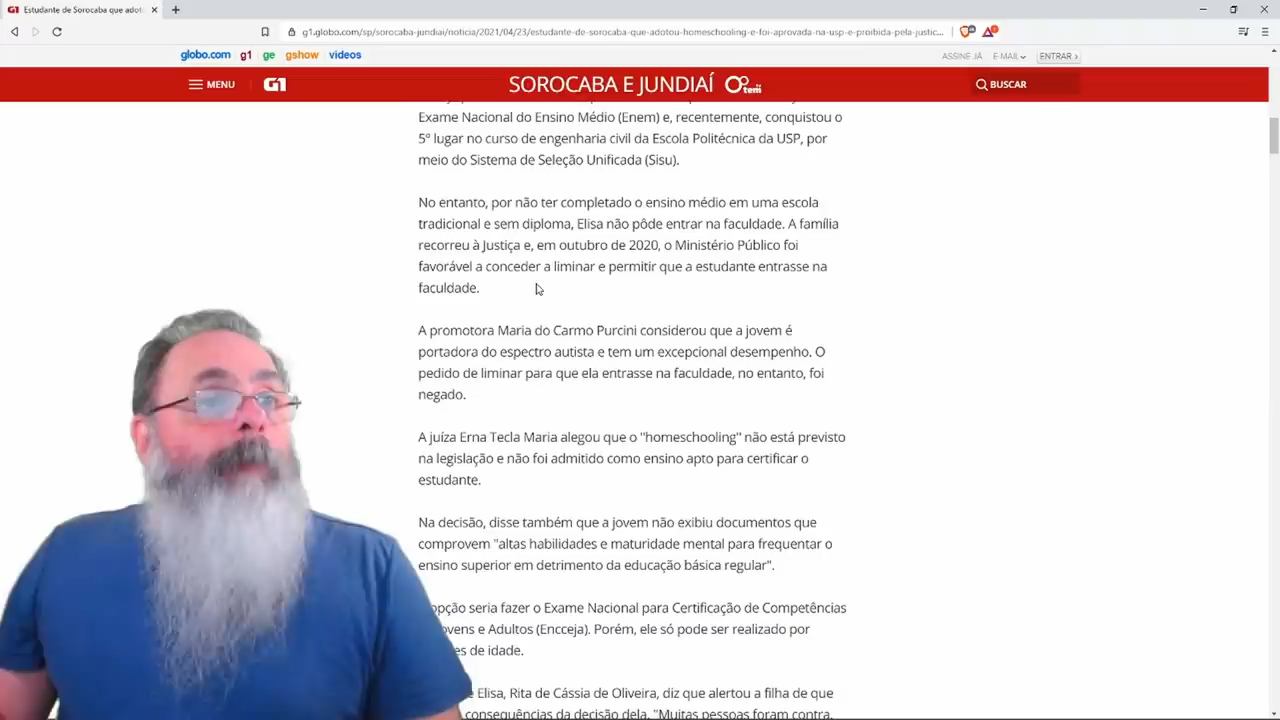 G1 Estudante de Sorocaba que adot
g1.globo.com/sp/sorocaba-jundiai/noticia/2021/04/23/estudante-de-sorocaba-que-adotou-homeschooling-e-foi-aprovada-na-usp-e-proibida-pela-justic...
globo.com g1 ge gshow videos
ASSINE JÁ E-MAIL ENTRAR ›
MENU G1 SOROCABA E JUNDIAÍ tem BUSCAR
Exame Nacional do Ensino Médio (Enem) e, recentemente, conquistou o
5º lugar no curso de engenharia civil da Escola Politécnica da USP, por
meio do Sistema de Seleção Unificada (Sisu).
No entanto, por não ter completado o ensino médio em uma escola
tradicional e sem diploma, Elisa não pôde entrar na faculdade. A família
recorreu à Justiça e, em outubro de 2020, o Ministério Público foi
favorável a conceder a liminar e permitir que a estudante entrasse na
faculdade.
A promotora Maria do Carmo Purcini considerou que a jovem é
portadora do espectro autista e tem um excepcional desempenho. O
pedido de liminar para que ela entrasse na faculdade, no entanto, foi
negado.
A juíza Erna Tecla Maria alegou que o "homeschooling" não está previsto
na legislação e não foi admitido como ensino apto para certificar o
estudante.
Na decisão, disse também que a jovem não exibiu documentos que
comprovem "altas habilidades e maturidade mental para frequentar o
ensino superior em detrimento da educação básica regular".
opção seria fazer o Exame Nacional para Certificação de Competências
ovens e Adultos (Encceja). Porém, ele só pode ser realizado por
es de idade.
e Elisa, Rita de Cássia de Oliveira, diz que alertou a filha de que
consequências da decisão dela. "Muitas pessoas foram contra,